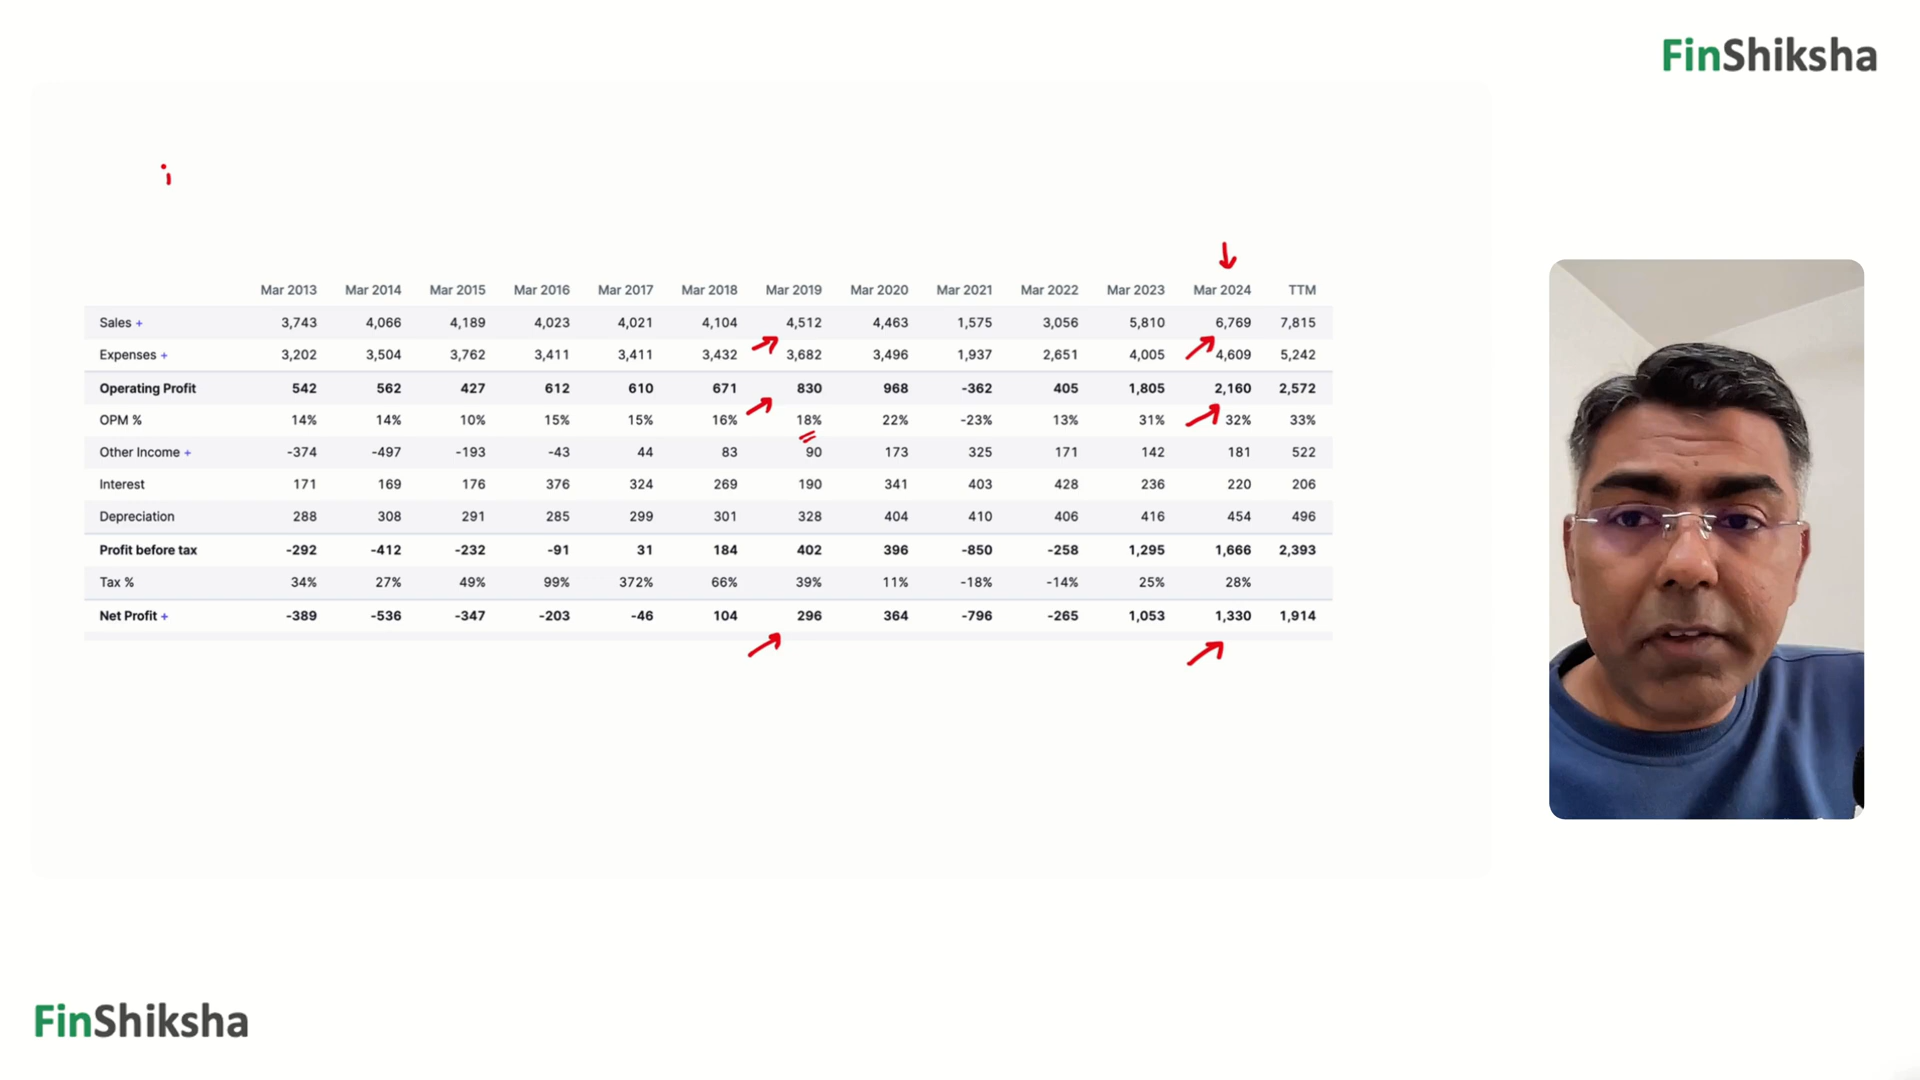 FinShiksha
Mar 2013 Mar 2014 Mar 2015 Mar 2016 Mar 2017 Mar 2018 Mar 2019 Mar 2020 Mar 2021 Mar 2022 Mar 2023 Mar 2024 TTM
Sales + 3,743 4,066 4,189 4,023 4,021 4,104 4,512 4,463 1,575 3,056 5,810 6,769 7,815
Expenses + 3,202 3,504 3,762 3,411 3,411 3,432 3,682 3,496 1,937 2,651 4,005 4,609 5,242
Operating Profit 542 562 427 612 610 671 830 968 -362 405 1,805 2,160 2,572
OPM % 14% 14% 10% 15% 15% 16% 18% 22% -23% 13% 31% 32% 33%
Other Income + -374 -497 -193 -43 44 83 90 173 325 171 142 181 522
Interest 171 169 176 376 324 269 190 341 403 428 236 220 206
Depreciation 288 308 291 285 299 301 328 404 410 406 416 454 496
Profit before tax -292 -412 -232 -91 31 184 402 396 -850 -258 1,295 1,666 2,393
Tax % 34% 27% 49% 99% 372% 66% 39% 11% -18% -14% 25% 28%
Net Profit + -389 -536 -347 -203 -46 104 296 364 -796 -265 1,053 1,330 1,914
FinShiksha